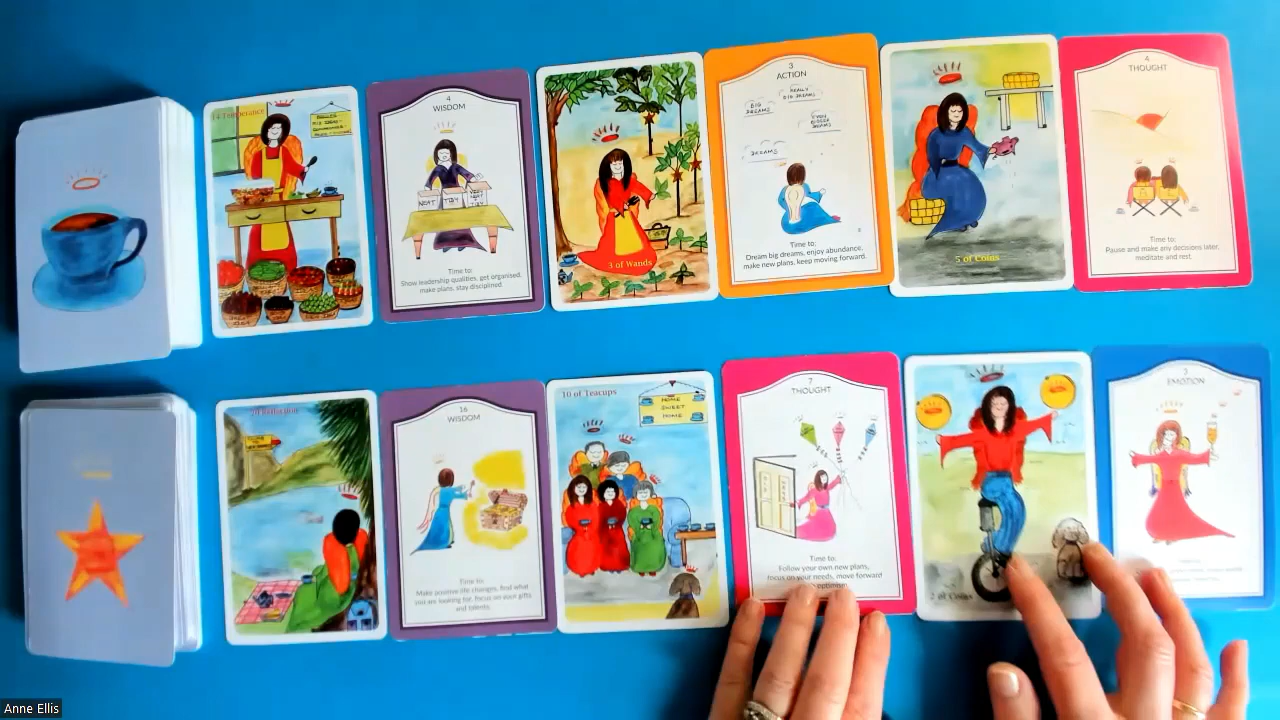 14 Temperance
4
WISDOM
NEAT
TIDY
Time to:
Show leadership qualities, get organised,
make plans, stay disciplined
3 of Wands
3
ACTION
BIG
DREAMS
REALLY
BIG DREAMS
EVEN
BIGGER
DREAMS
DREAMS
Time to:
Dream big dreams, enjoy abundance,
make new plans, keep moving forward.
5 of Coins
4
THOUGHT
Time to:
Pause and make any decisions later,
meditate and rest.
16
WISDOM
Time to:
Make positive life changes, find what
you are looking for, focus on your gifts
and talents.
10 of Teacups
HOME
SWEET
HOME
7
THOUGHT
Time to:
Follow your own new plans,
focus on your needs, move forward
optimism
2 of Coins
3
EMOTION
Anne Ellis